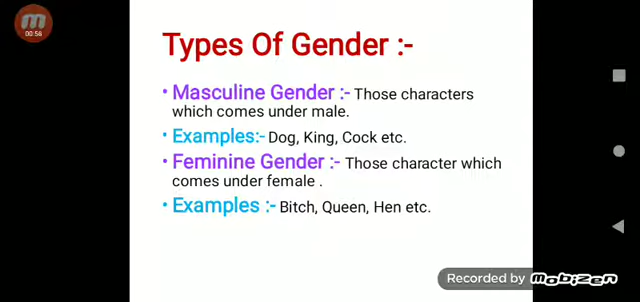 00:56
Types Of Gender :-
• Masculine Gender :- Those characters
which comes under male.
• Examples:- Dog, King, Cock etc.
• Feminine Gender :- Those character which
comes under female .
• Examples :- Bitch, Queen, Hen etc.
Recorded by mobizen